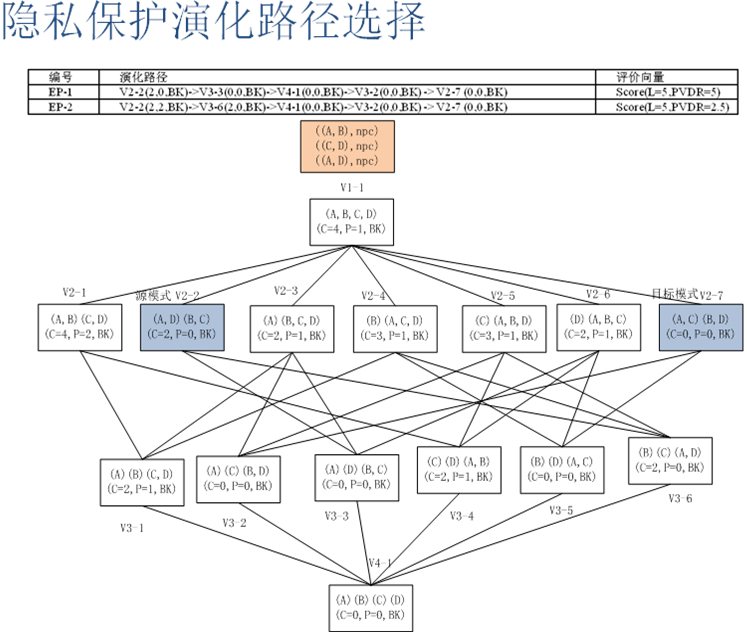 隐私保护演化路径选择
编号 演化路径 评价向量
EP-1 V2-2(2,0,BK)->V3-3(0,0,BK)->V4-1(0,0,BK)->V3-2(0,0,BK) -> V2-7 (0,0,BK) Score(L=5,PVDR=5)
EP-2 V2-2(2,2,BK)->V3-6(2,0,BK)->V4-1(0,0,BK)->V3-2(0,0,BK) -> V2-7 (0,0,BK) Score(L=5,PVDR=2.5)
((A,B),npc)
((C,D),npc)
((A,D),npc)
V1-1
(A,B,C,D)
(C=4,P=1,BK)
V2-1 源模式 V2-2 V2-3 V2-4 V2-5 V2-6 目标模式V2-7
(A,B)(C,D) (A,D)(B,C) (A)(B,C,D) (B)(A,C,D) (C)(A,B,D) (D)(A,B,C) (A,C)(B,D)
(C=4,P=2,BK) (C=2,P=0,BK) (C=2,P=1,BK) (C=3,P=1,BK) (C=3,P=1,BK) (C=2,P=1,BK) (C=0,P=0,BK)
(A)(B)(C,D) (A)(C)(B,D) (A)(D)(B,C) (C)(D)(A,B) (B)(D)(A,C) (B)(C)(A,D)
(C=2,P=1,BK) (C=0,P=0,BK) (C=0,P=0,BK) (C=2,P=1,BK) (C=0,P=0,BK) (C=2,P=0,BK)
V3-1 V3-2 V3-3 V3-4 V3-5 V3-6
V4-1
(A)(B)(C)(D)
(C=0,P=0,BK)